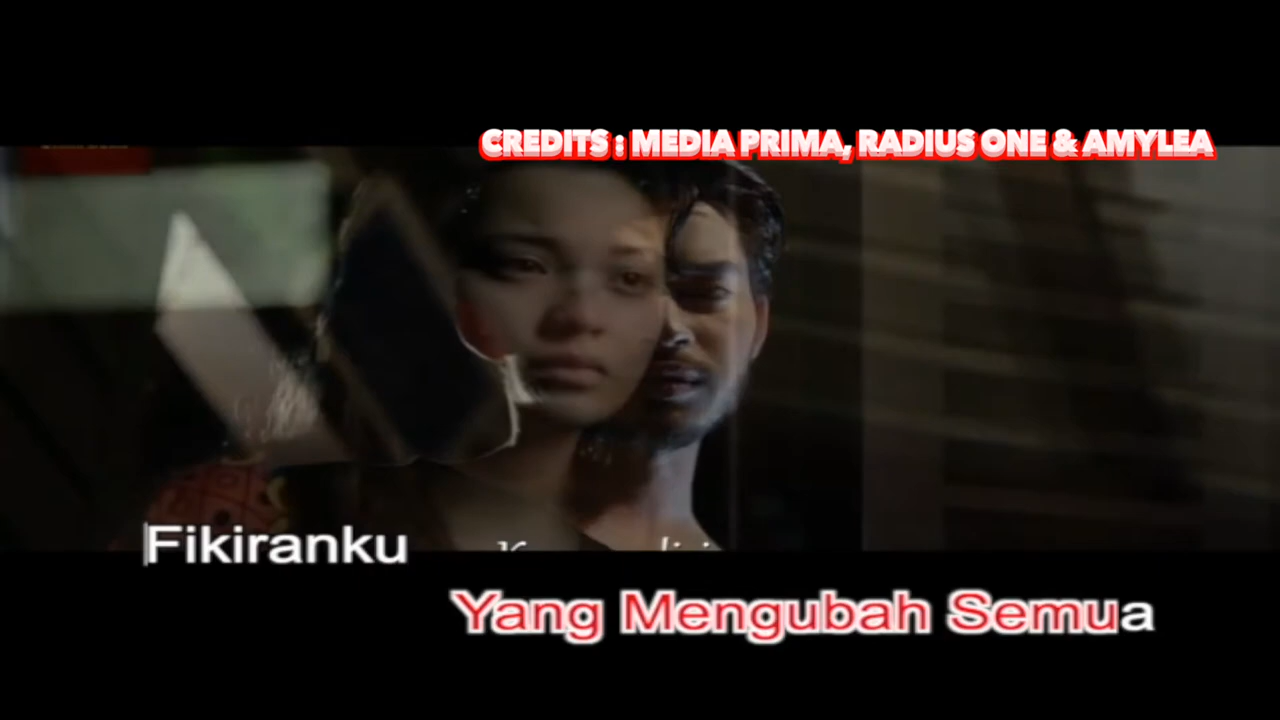 CREDITS : MEDIA PRIMA, RADIUS ONE & AMYLEA
Fikiranku
Yang Mengubah Semua